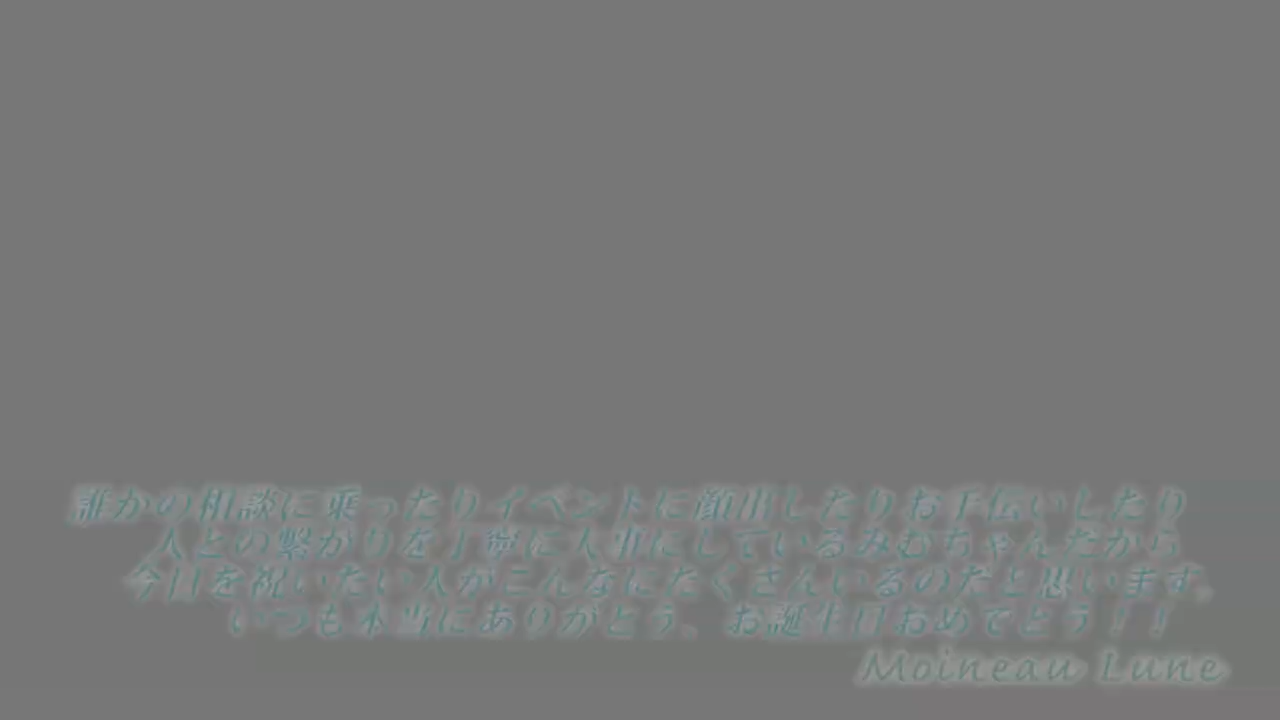 誰かの相談に乗ったりイベントに顔出したりお手伝いしたり
人との繋がりを丁寧に大事にしているみむちゃんだから
今日を祝いたい人がこんなにたくさんいるのだと思います。
いつも本当にありがとう、お誕生日おめでとう!!
Moineau Lune